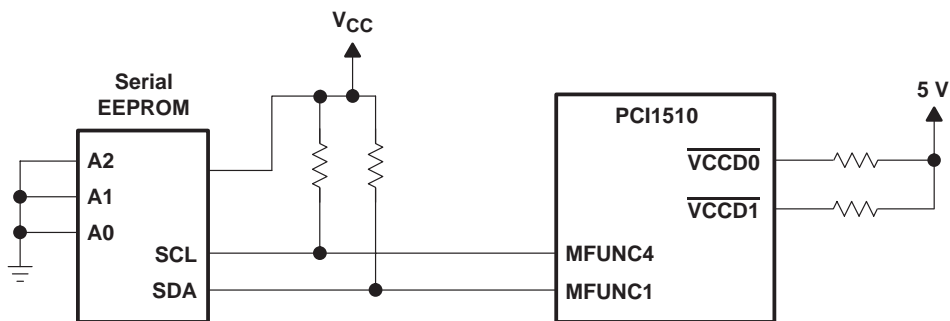 VCC
Serial
EEPROM
A2
A1
A0
SCL
SDA
5 V
PCI1510
VCCD0
VCCD1
MFUNC4
MFUNC1